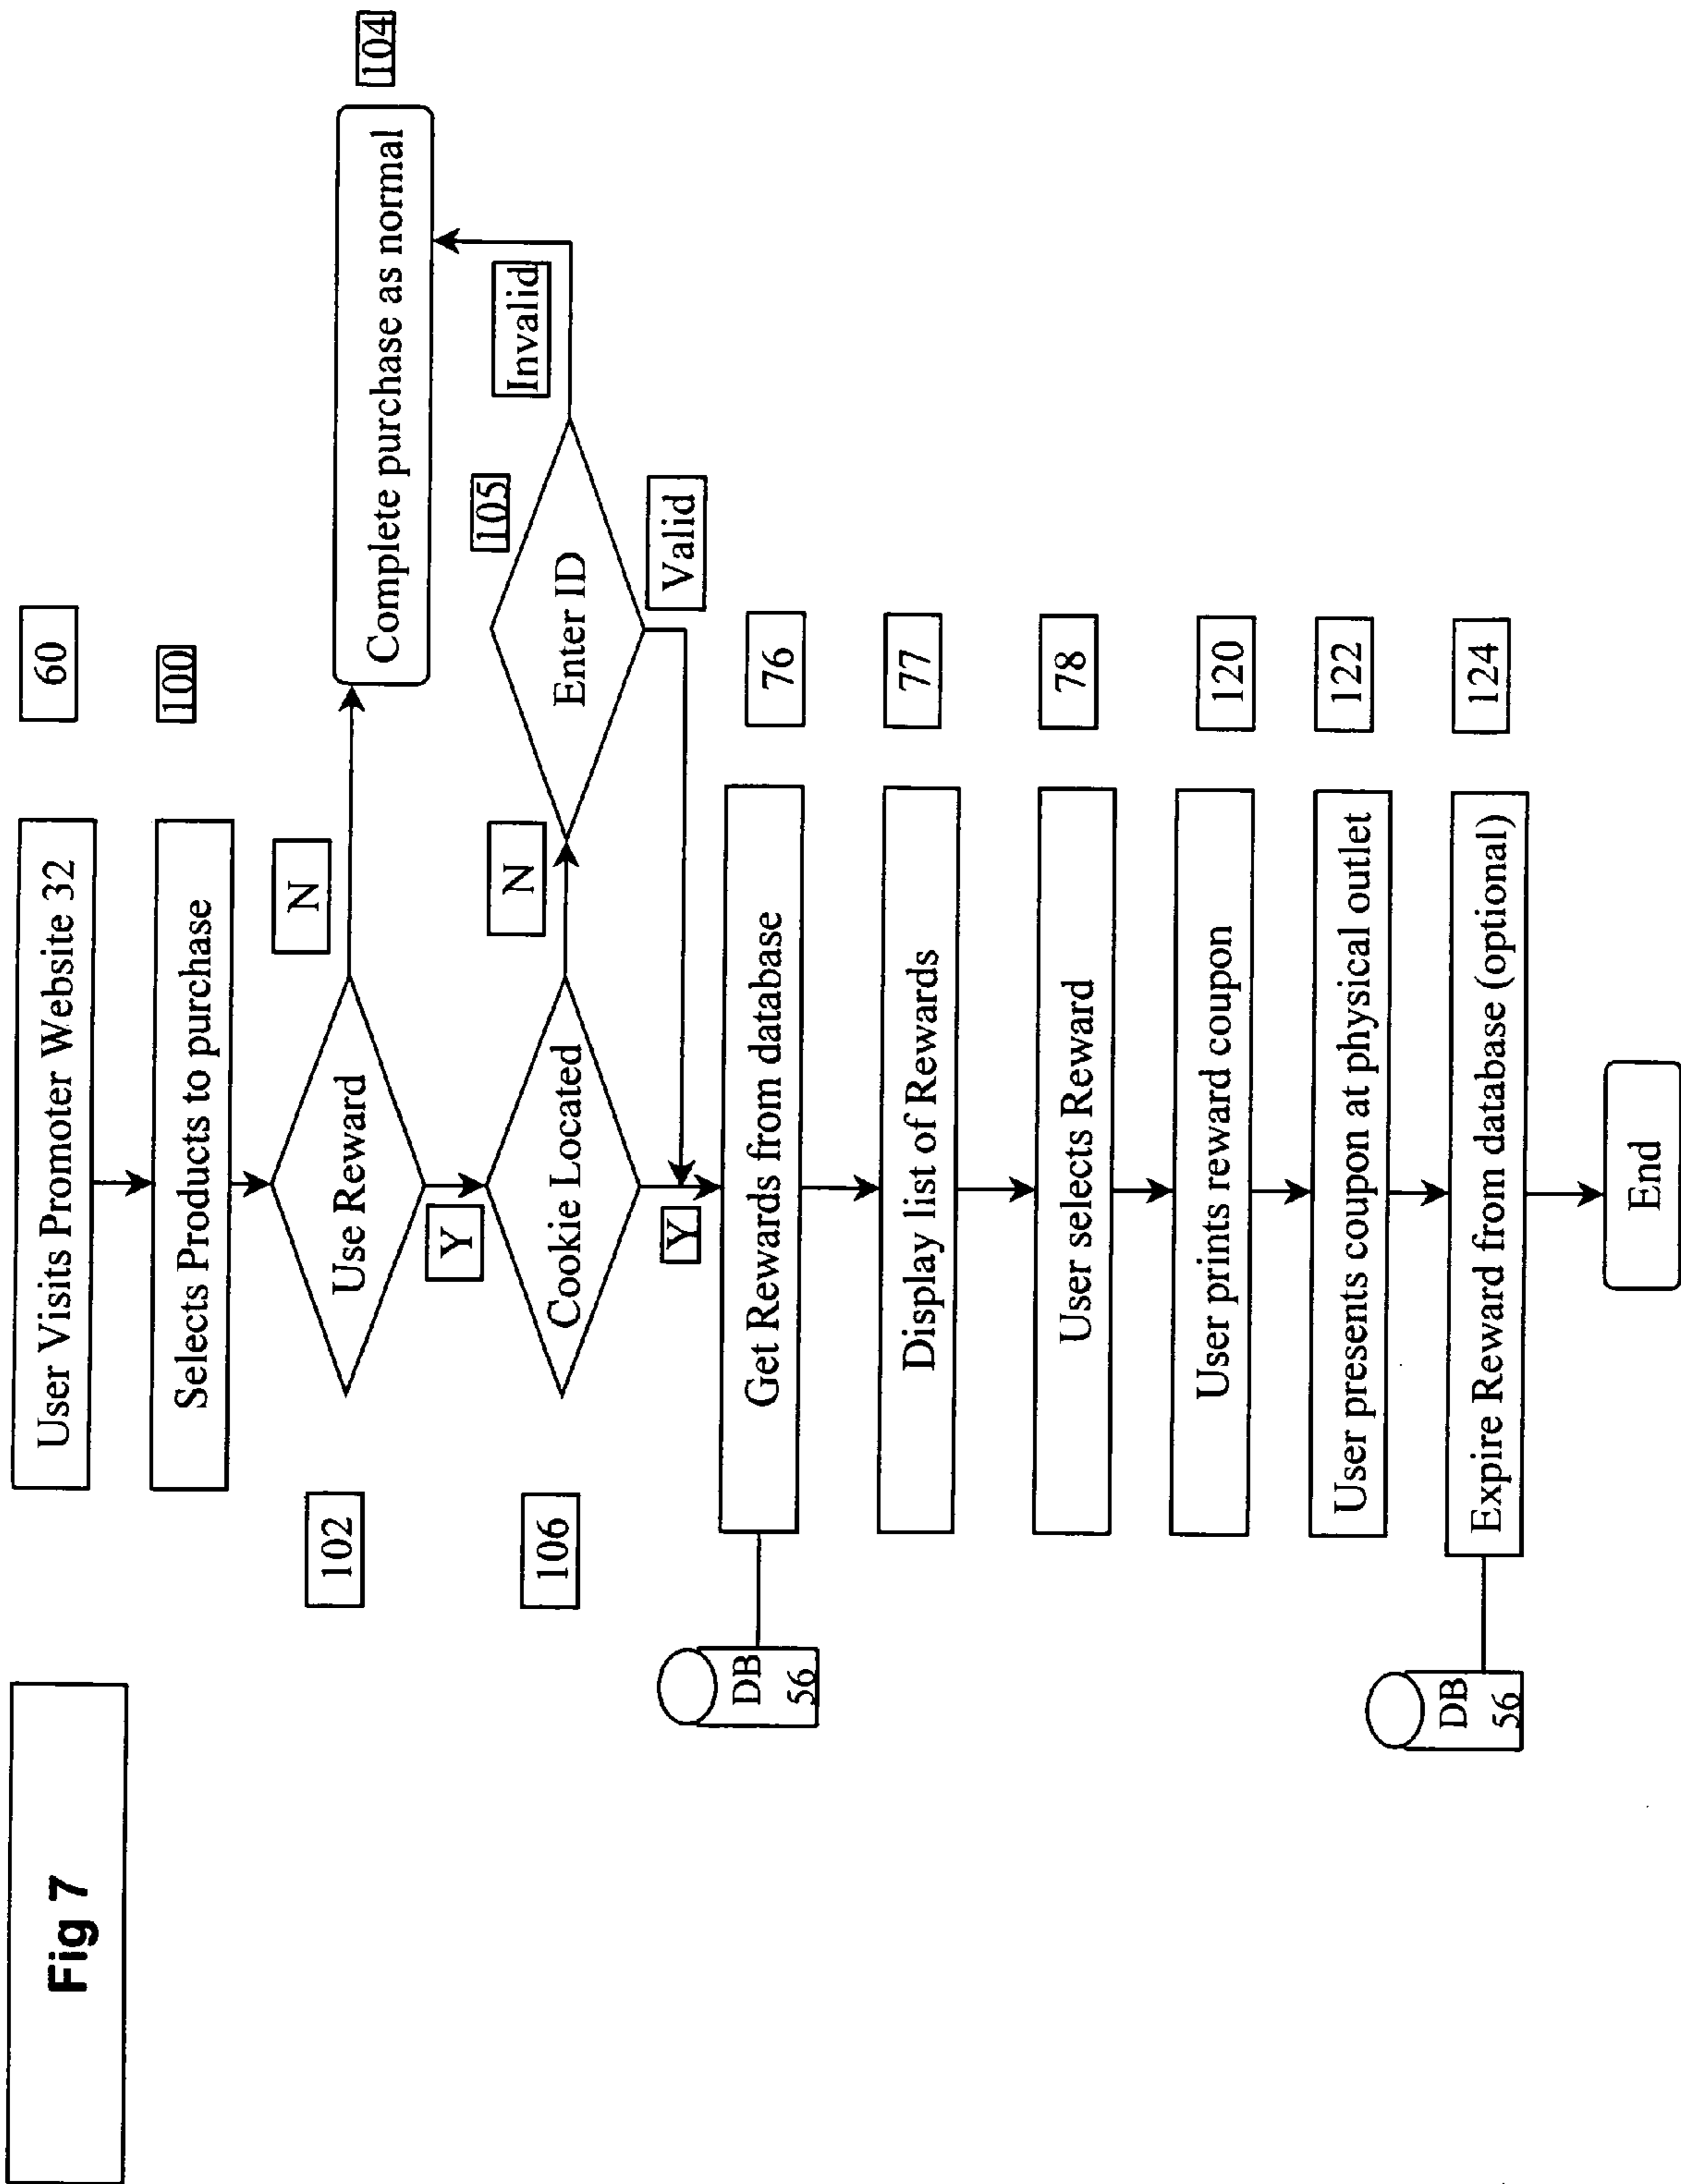 Fig 7
User Visits Promoter Website 32
60
Selects Products to purchase
100
102
Use Reward
N
Complete purchase as normal
104
Y
106
Cookie Located
N
Enter ID
105
Invalid
Valid
Y
DB
56
Get Rewards from database
76
Display list of Rewards
77
User selects Reward
78
User prints reward coupon
120
User presents coupon at physical outlet
122
DB
56
Expire Reward from database (optional)
124
End